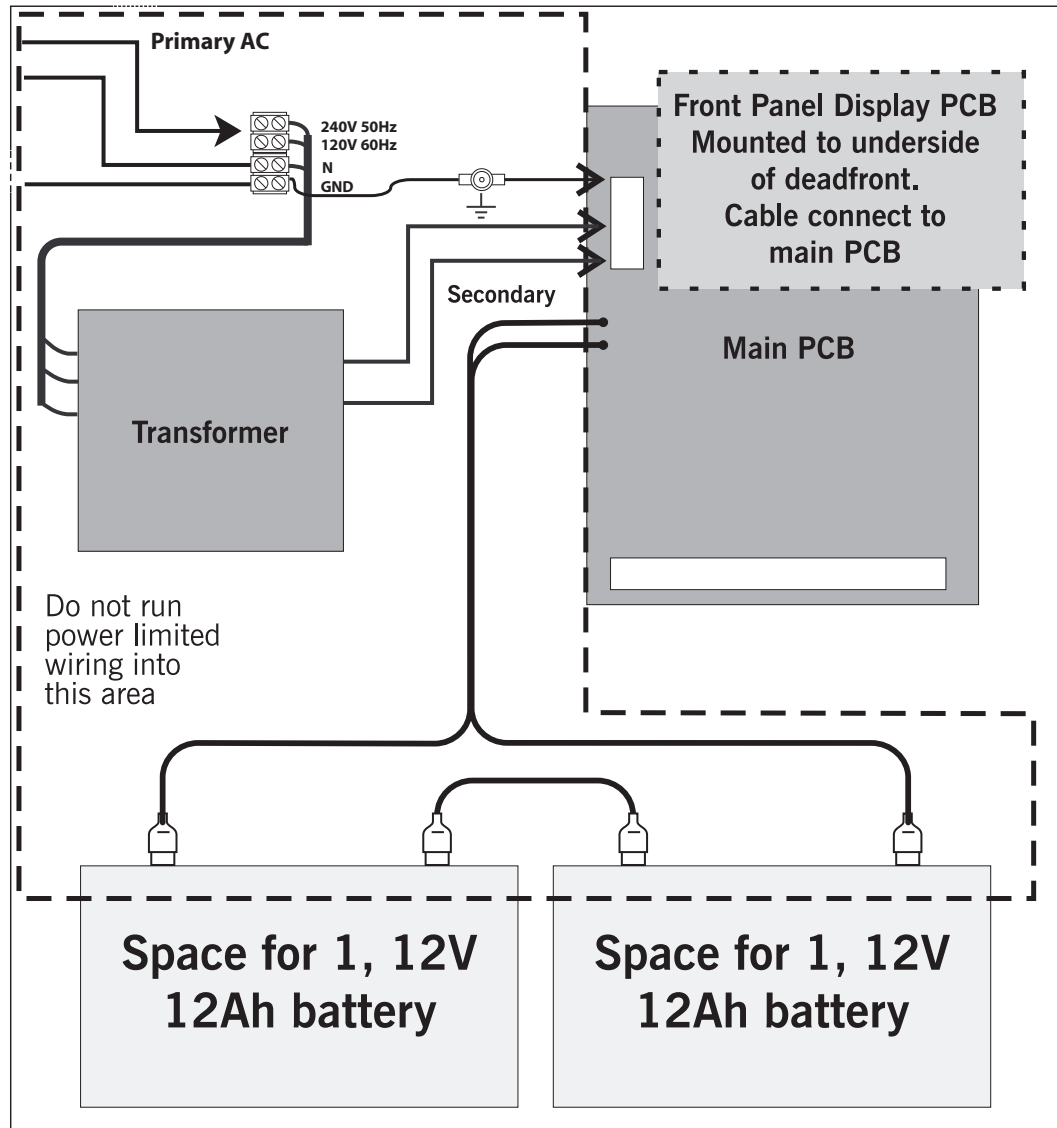 Primary AC
240V 50Hz
120V 60Hz
N
GND
Front Panel Display PCB
Mounted to underside
of deadfront.
Cable connect to
main PCB
Secondary
Main PCB
Transformer
Do not run
power limited
wiring into
this area
Space for 1, 12V
12Ah battery
Space for 1, 12V
12Ah battery